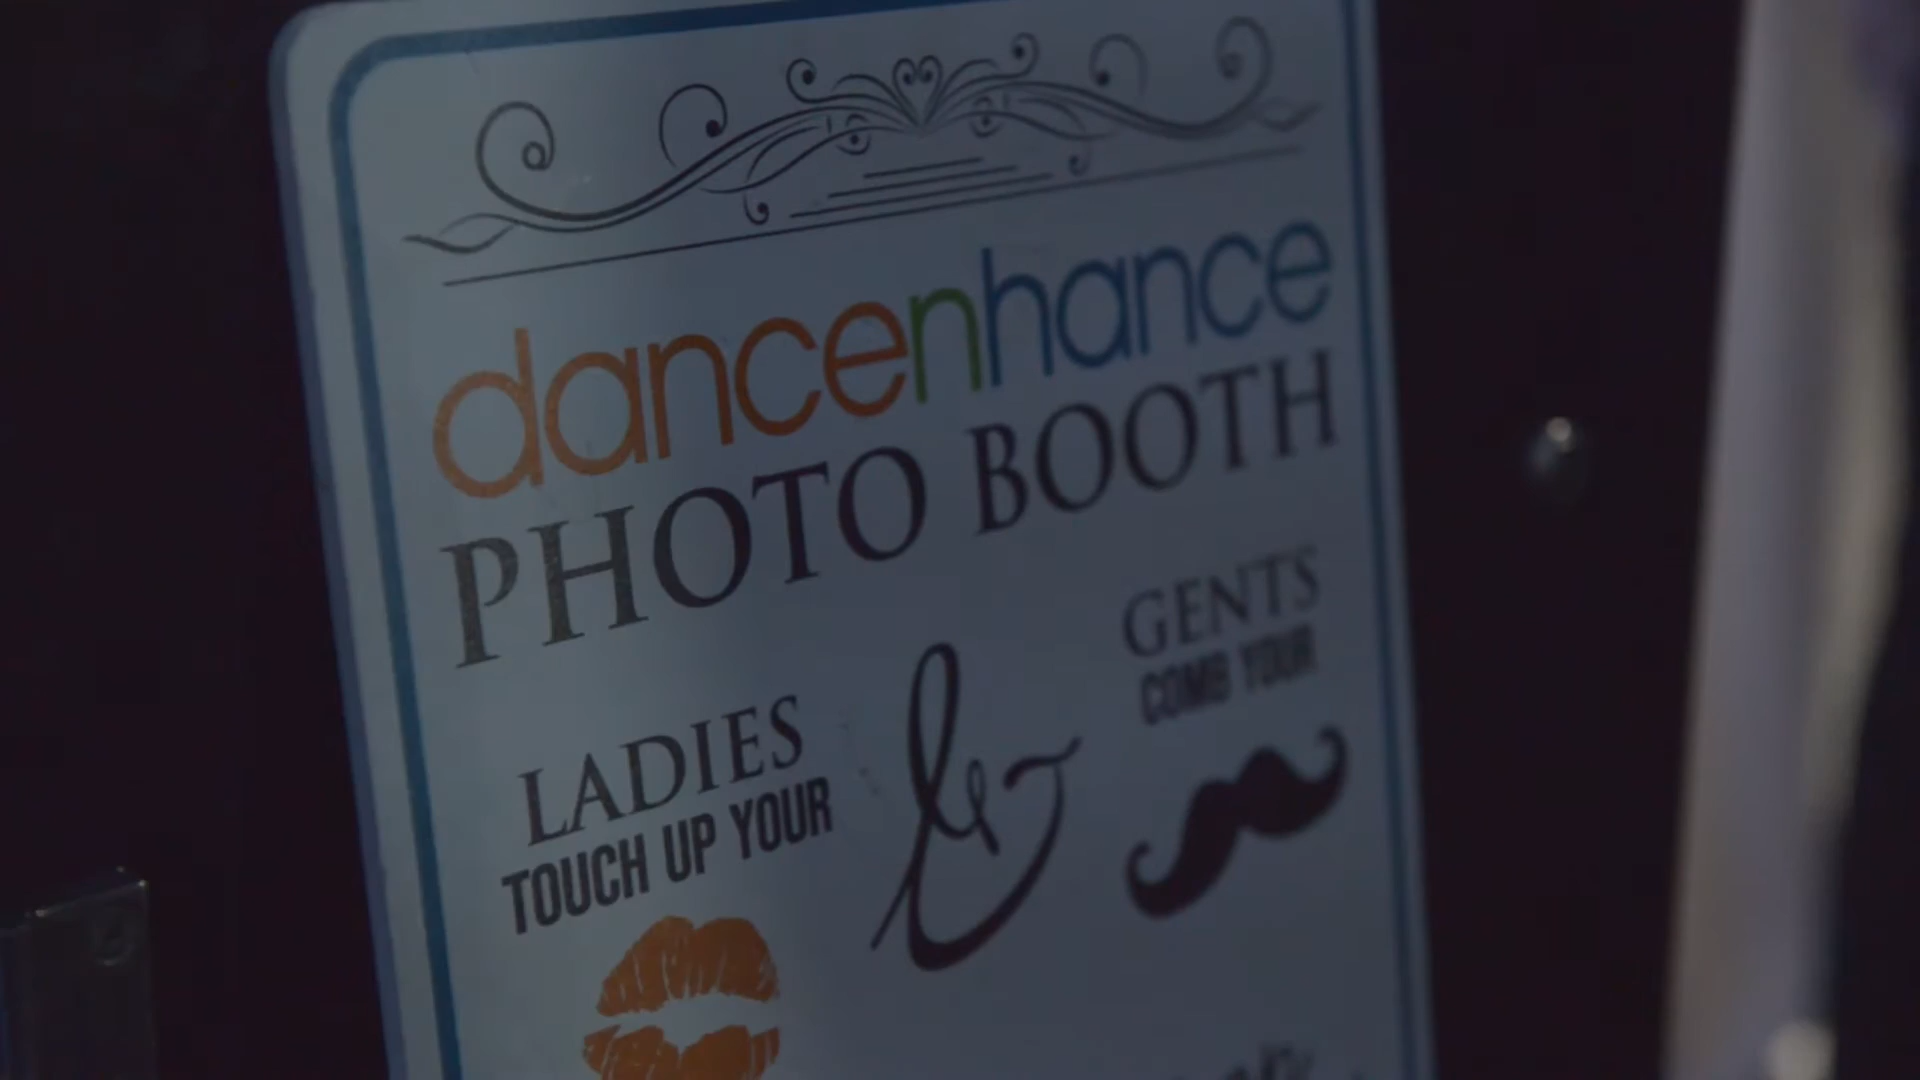 dancenhance
PHOTO BOOTH
LADIES
TOUCH UP YOUR
&
GENTS
COMB YOUR